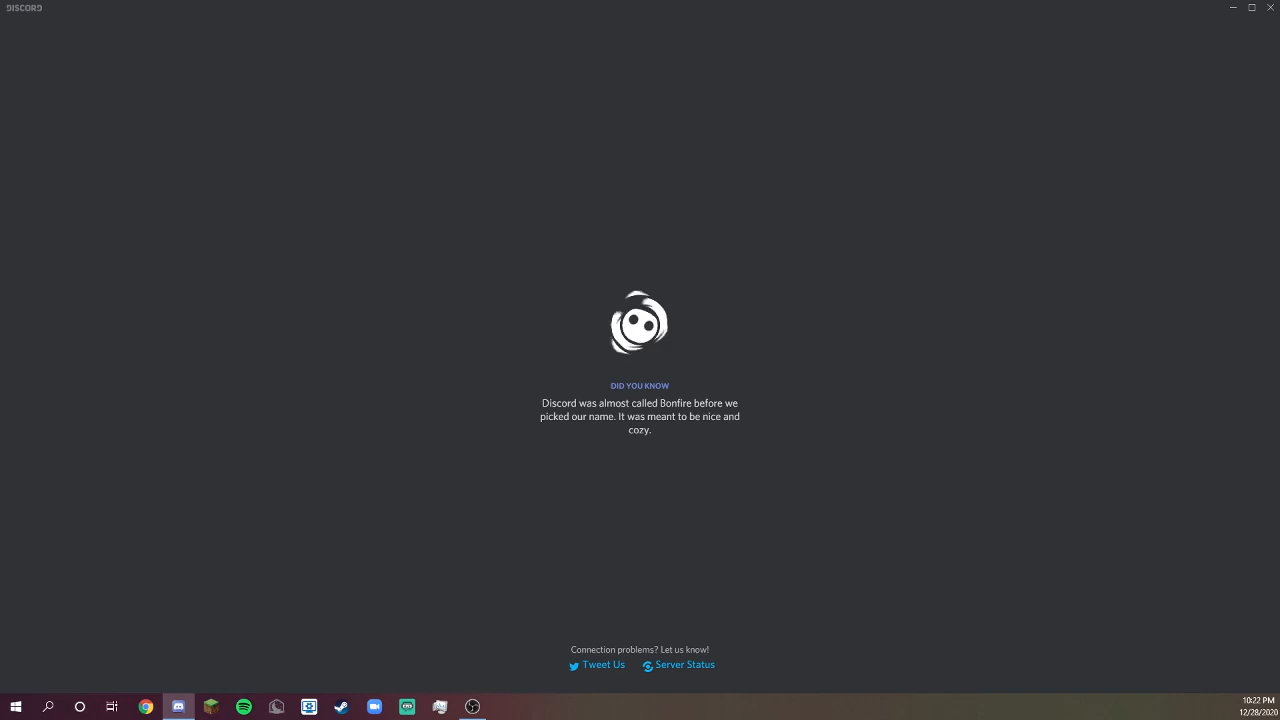 DISCORD
DID YOU KNOW
Discord was almost called Bonfire before we
picked our name. It was meant to be nice and
cozy.
Connection problems? Let us know!
Tweet Us Server Status
10:22 PM
12/28/2020